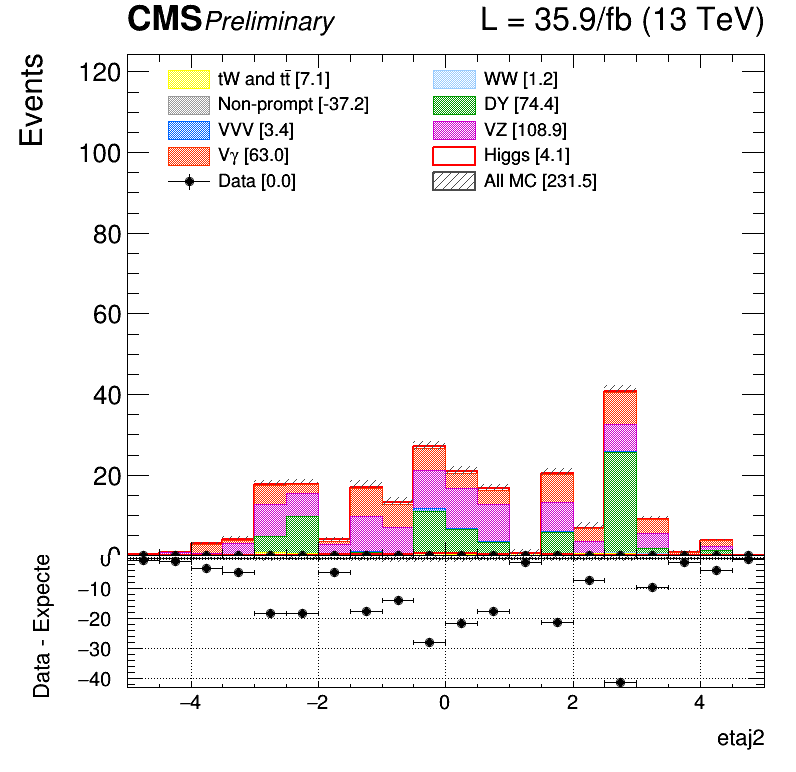 CMS Preliminary L = 35.9/fb (13 TeV)
Events
120
100
80
60
40
20
0
tW and tt̄ [7.1]
Non-prompt [-37.2]
VVV [3.4]
Vγ [63.0]
Data [0.0]
WW [1.2]
DY [74.4]
VZ [108.9]
Higgs [4.1]
All MC [231.5]
Data - Expecte
0
−10
−20
−30
−40
−4 −2 0 2 4
etaj2